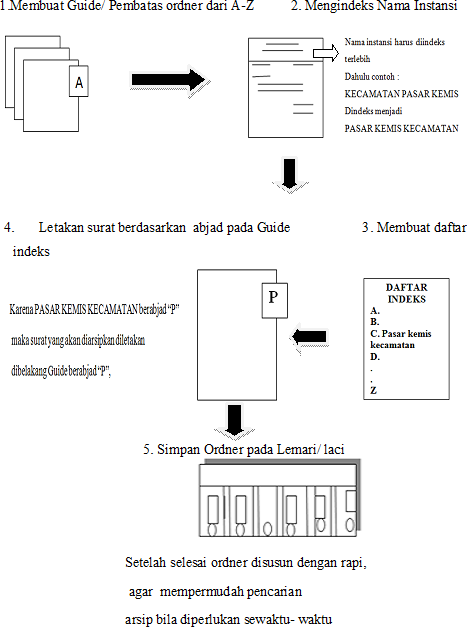 1.Membuat Guide/ Pembatas ordner dari A-Z
A
2. Mengindeks Nama Instansi
Nama instansi harus diindeks
terlebih
Dahulu contoh :
KECAMATAN PASAR KEMIS
Dindeks menjadi
PASAR KEMIS KECAMATAN
3. Membuat daftar
indeks
DAFTAR
INDEKS
A.
B.
C. Pasar kemis
kecamatan
D.
.
.
Z
4. Letakan surat berdasarkan abjad pada Guide
P
Karena PASAR KEMIS KECAMATAN berabjad “P”
maka surat yang akan diarsipkan diletakan
dibelakang Guide berabjad “P”,
5. Simpan Ordner pada Lemari/ laci
Setelah selesai ordner disusun dengan rapi,
agar mempermudah pencarian
arsip bila diperlukan sewaktu- waktu